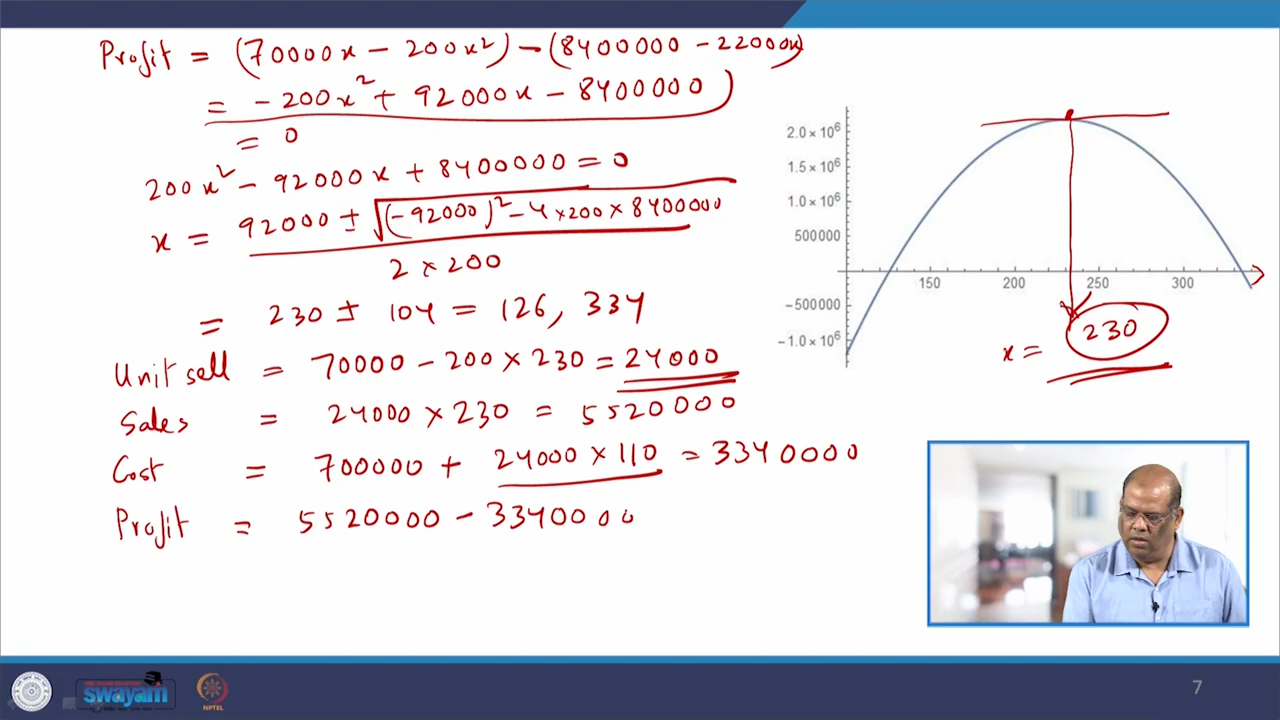 Profit = (70000x - 200x²) - (8400000 - 22000x)
= - 200x² + 92000x - 8400000
= 0
200x² - 92000x + 8400000 = 0
x = 92000 ± √(-92000)² - 4 × 200 × 8400000
2 × 200
= 230 ± 104 = 126, 334
Unit sell = 70000 - 200 × 230 = 24000
Sales = 24000 × 230 = 5520000
Cost = 700000 + 24000 × 110 = 3340000
Profit = 5520000 - 3340000
2.0 × 10⁶
1.5 × 10⁶
1.0 × 10⁶
500000
-500000
-1.0 × 10⁶
150 200 250 300
x = 230
swayam
NPTEL
7